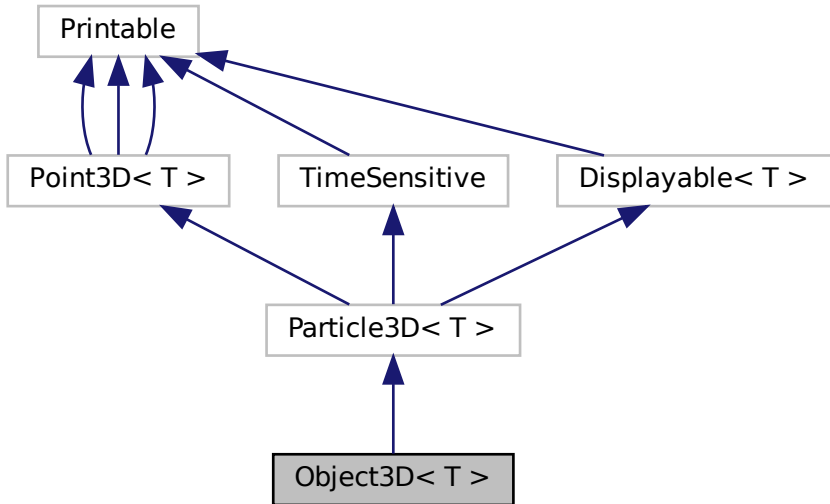 Printable
Point3D< T >
TimeSensitive
Displayable< T >
Particle3D< T >
Object3D< T >